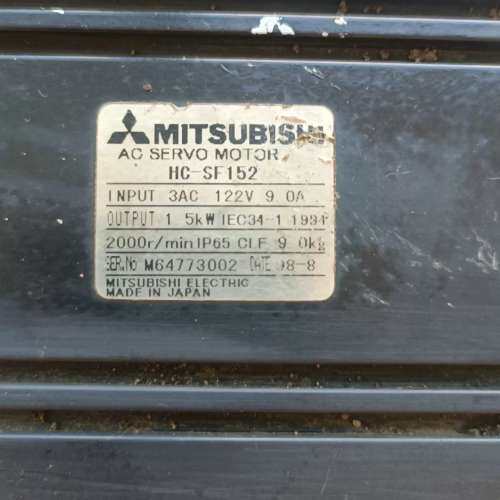 MITSUBISHI
AC SERVO MOTOR
HC-SF152
INPUT 3AC 122V 9.0A
OUTPUT 1.5kW IEC34-1 1994
2000r/min IP65 CLF 9.0kg
SER.No M64773002 DATE 98-8
MITSUBISHI ELECTRIC
MADE IN JAPAN